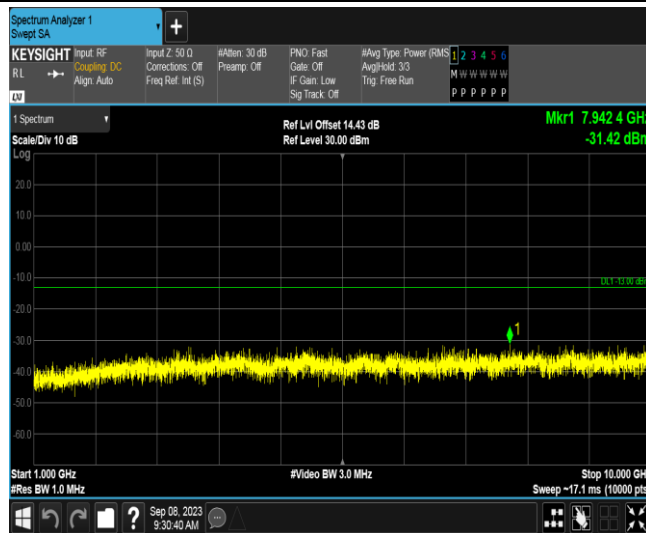 Spectrum Analyzer 1
Swept SA
+
KEYSIGHT
RL
LXI
Input: RF
Coupling: DC
Align: Auto
Input Z: 50 Ω
Corrections: Off
Freq Ref: Int (S)
#Atten: 30 dB
Preamp: Off
PNO: Fast
Gate: Off
IF Gain: Low
Sig Track: Off
#Avg Type: Power (RMS
Avg|Hold: 3/3
Trig: Free Run
1 2 3 4 5 6
M W W W W W
P P P P P P
1 Spectrum
Scale/Div 10 dB
Ref Lvl Offset 14.43 dB
Ref Level 30.00 dBm
Mkr1 7.942 4 GHz
-31.42 dBm
Log
20.0
10.0
0.00
-10.0
DL1 -13.00 dBm
-20.0
-30.0
1
-40.0
-50.0
-60.0
Start 1.000 GHz
#Video BW 3.0 MHz
Stop 10.000 GHz
#Res BW 1.0 MHz
Sweep ~17.1 ms (10000 pts)
?
Sep 08, 2023
9:30:40 AM